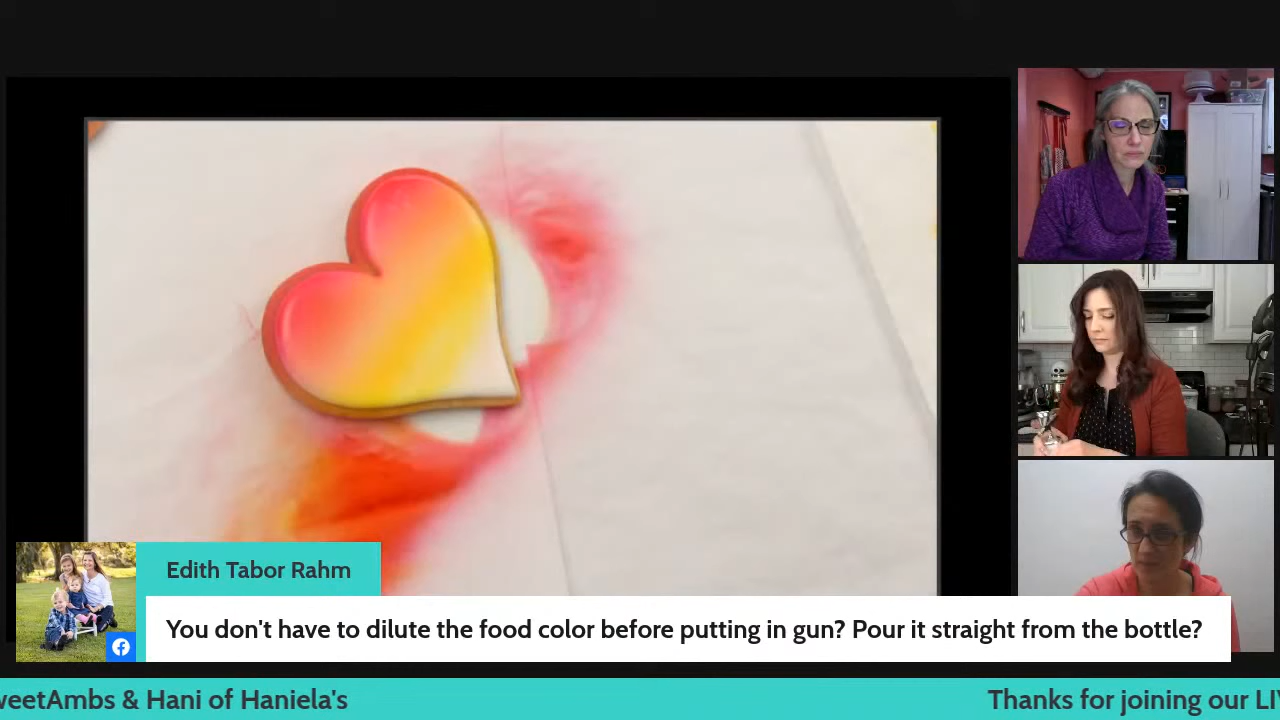 Edith Tabor Rahm
You don't have to dilute the food color before putting in gun? Pour it straight from the bottle?
weetAmbs & Hani of Haniela's
Thanks for joining our LI